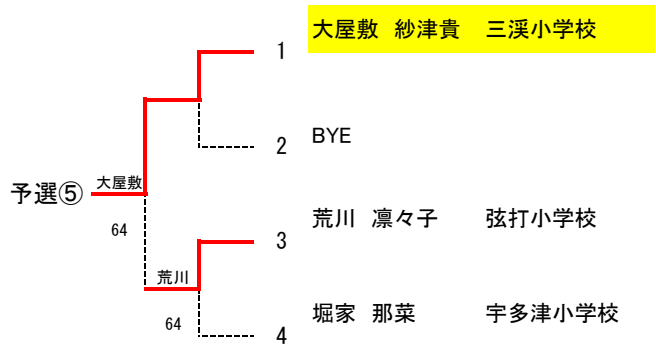 1 大屋敷 紗津貴 三溪小学校
2 BYE
予選⑤ 大屋敷
64
3 荒川 凛々子 弦打小学校
荒川
64
4 堀家 那菜 宇多津小学校